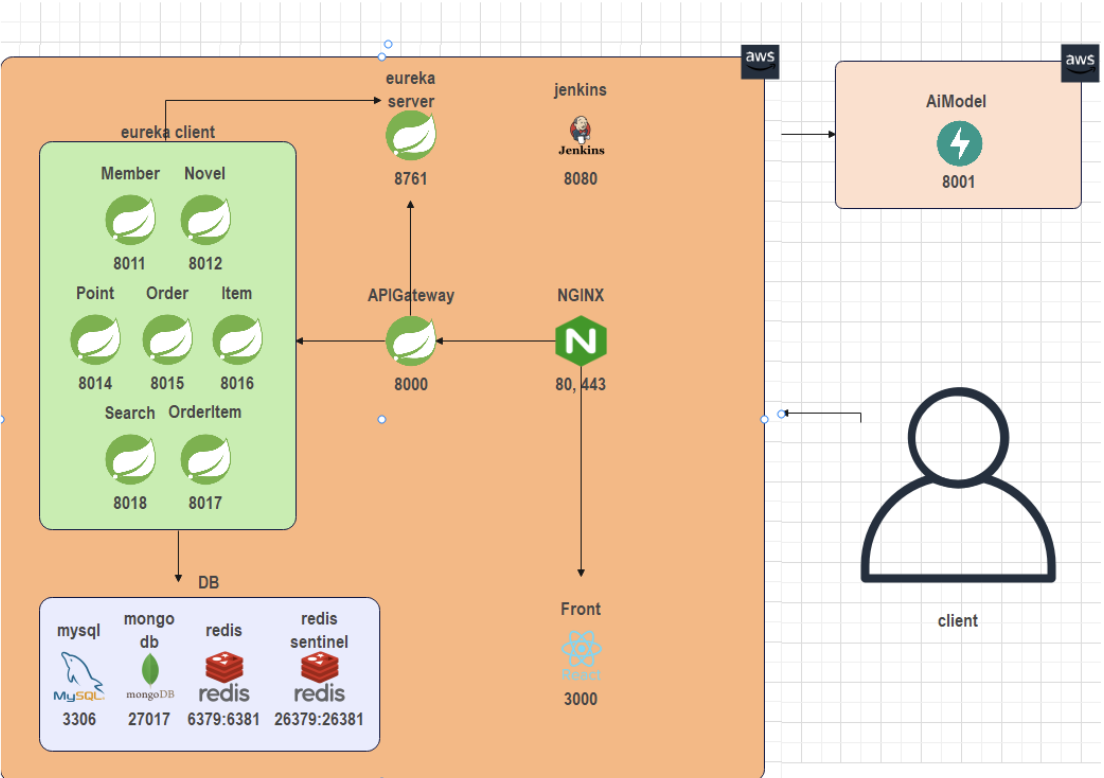 aws
aws
eureka
server
jenkins
AiModel
Jenkins
eureka client
8761
8080
8001
Member
Novel
8011
8012
Point
Order
Item
APIGateway
NGINX
N
8014
8015
8016
8000
80, 443
Search
OrderItem
8018
8017
DB
mysql
mongo
db
redis
redis
sentinel
MySQL
mongoDB
redis
redis
3306
27017
6379:6381
26379:26381
Front
React
3000
client